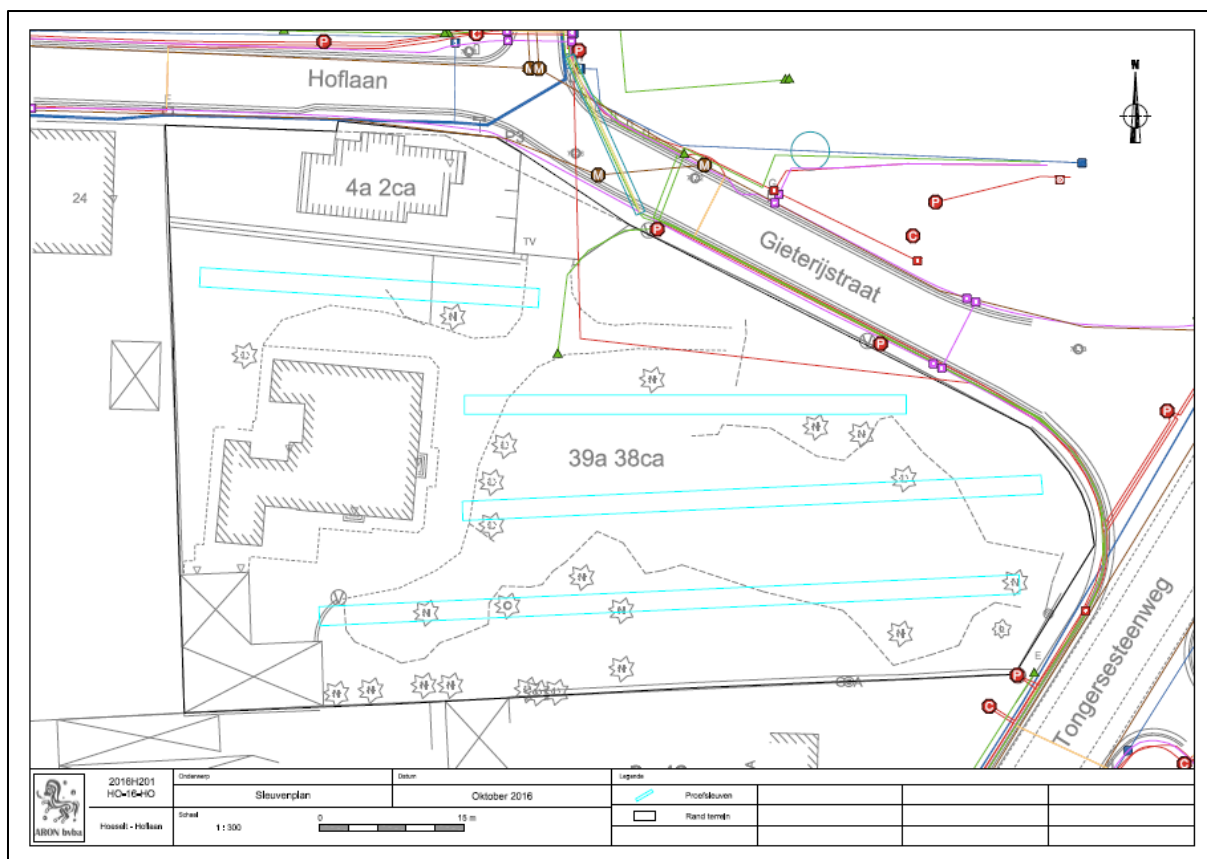 N
Hoflaan
P3
24
4a 2ca
TV
Gieterijstraat
39a 38ca
Tongersesteenweg
2016H201
HO-16-HO
Hasselt - Hoflaan
ARON bvba
Onderwerp
Sleuvenplan
Datum
Oktober 2016
Schaal
1 : 300
0
15 m
Legende
Proefsleuven
Rand terrein